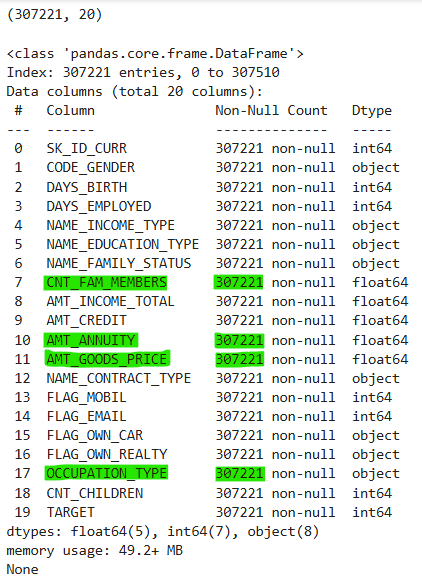 (307221, 20)
<class 'pandas.core.frame.DataFrame'>
Index: 307221 entries, 0 to 307510
Data columns (total 20 columns):
 #   Column               Non-Null Count   Dtype
---  ------               --------------   -----
 0   SK_ID_CURR           307221 non-null  int64
 1   CODE_GENDER          307221 non-null  object
 2   DAYS_BIRTH           307221 non-null  int64
 3   DAYS_EMPLOYED        307221 non-null  int64
 4   NAME_INCOME_TYPE     307221 non-null  object
 5   NAME_EDUCATION_TYPE  307221 non-null  object
 6   NAME_FAMILY_STATUS   307221 non-null  object
 7   CNT_FAM_MEMBERS      307221 non-null  float64
 8   AMT_INCOME_TOTAL     307221 non-null  float64
 9   AMT_CREDIT           307221 non-null  float64
 10  AMT_ANNUITY          307221 non-null  float64
 11  AMT_GOODS_PRICE      307221 non-null  float64
 12  NAME_CONTRACT_TYPE   307221 non-null  object
 13  FLAG_MOBIL           307221 non-null  int64
 14  FLAG_EMAIL           307221 non-null  int64
 15  FLAG_OWN_CAR         307221 non-null  object
 16  FLAG_OWN_REALTY      307221 non-null  object
 17  OCCUPATION_TYPE      307221 non-null  object
 18  CNT_CHILDREN         307221 non-null  int64
 19  TARGET               307221 non-null  int64
dtypes: float64(5), int64(7), object(8)
memory usage: 49.2+ MB
None